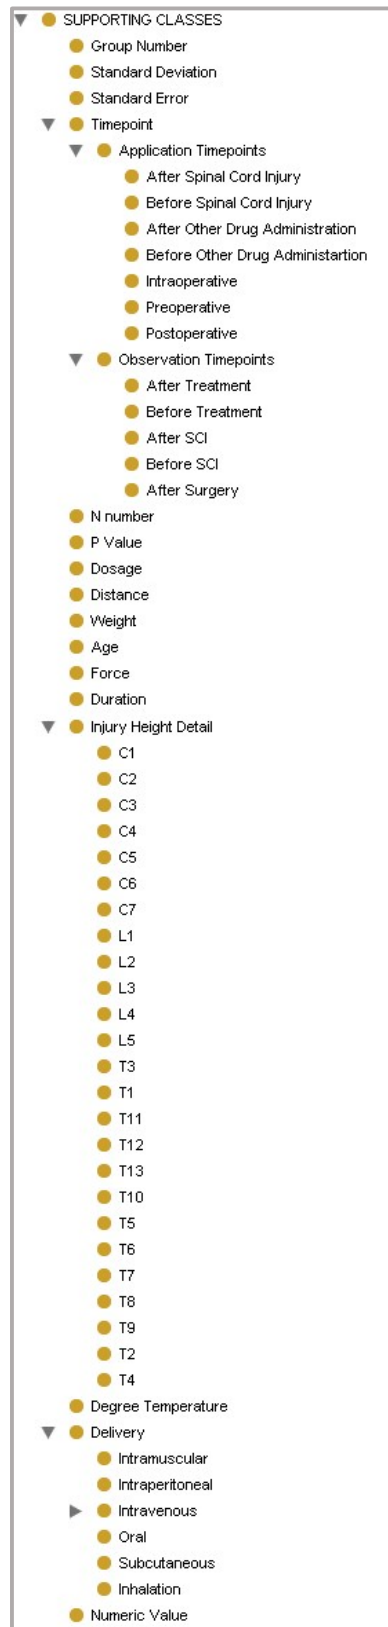 SUPPORTING CLASSES
Group Number
Standard Deviation
Standard Error
Timepoint
Application Timepoints
After Spinal Cord Injury
Before Spinal Cord Injury
After Other Drug Administration
Before Other Drug Administartion
Intraoperative
Preoperative
Postoperative
Observation Timepoints
After Treatment
Before Treatment
After SCI
Before SCI
After Surgery
N number
P Value
Dosage
Distance
Weight
Age
Force
Duration
Injury Height Detail
C1
C2
C3
C4
C5
C6
C7
L1
L2
L3
L4
L5
T3
T1
T11
T12
T13
T10
T5
T6
T7
T8
T9
T2
T4
Degree Temperature
Delivery
Intramuscular
Intraperitoneal
Intravenous
Oral
Subcutaneous
Inhalation
Numeric Value